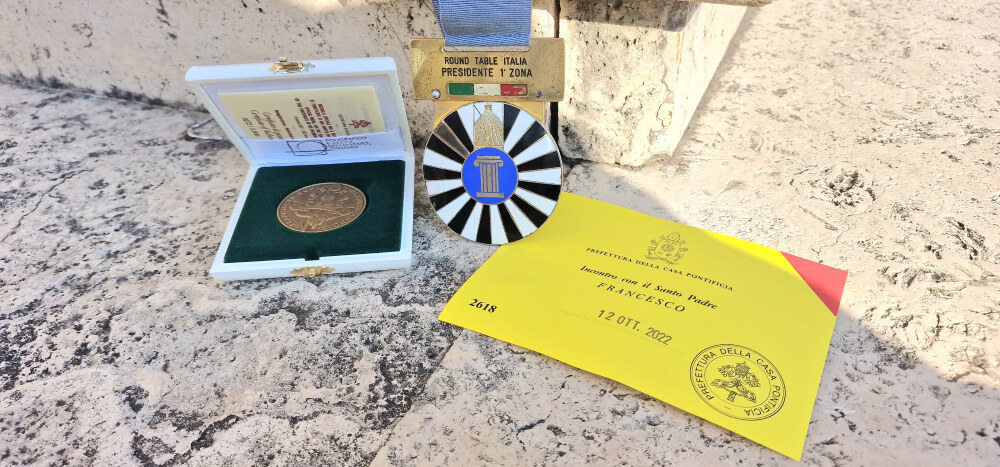 ROUND TABLE ITALIA
PRESIDENTE 1ª ZONA
PREFETTURA DELLA CASA PONTIFICIA
Incontro con il Santo Padre
FRANCESCO
2618
12 OTT. 2022
PREFETTURA DELLA CASA PONTIFICIA